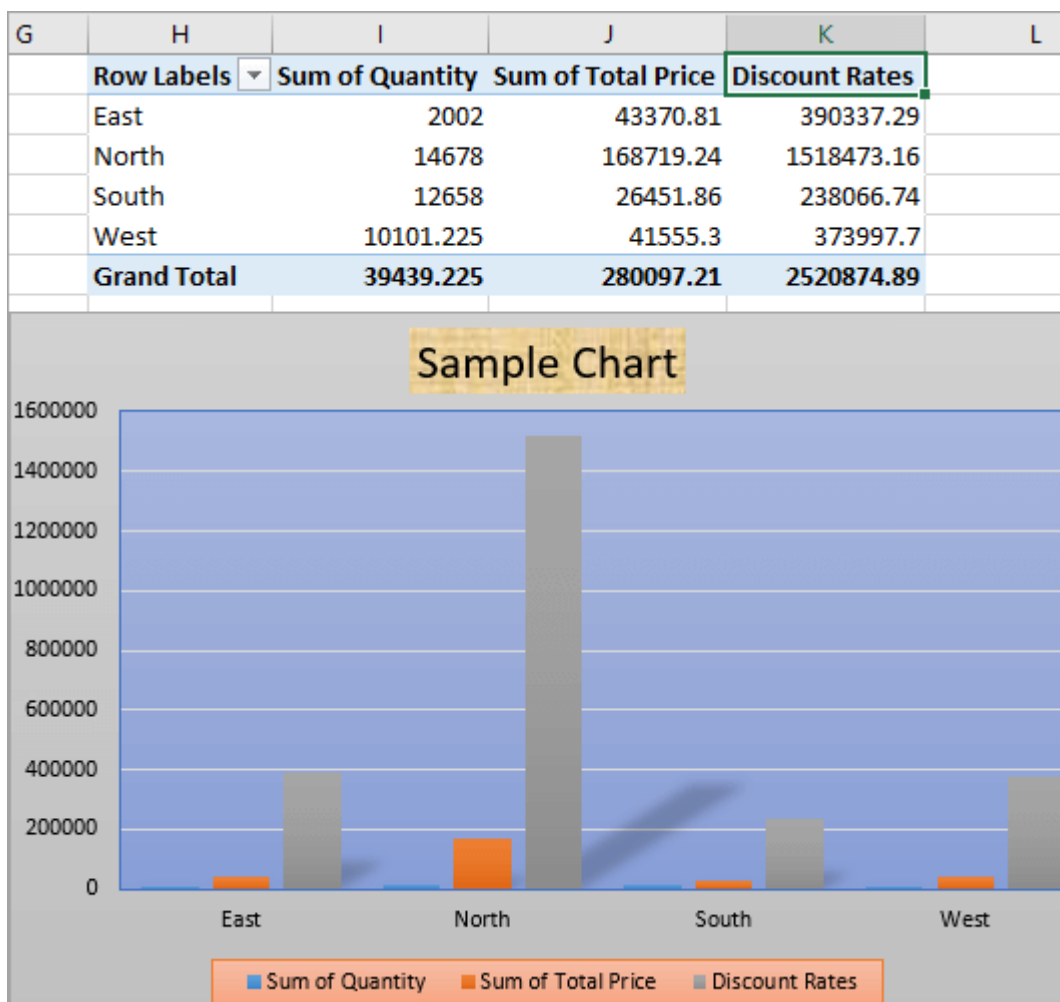 G H I J K L
Row Labels Sum of Quantity Sum of Total Price Discount Rates
East 2002 43370.81 390337.29
North 14678 168719.24 1518473.16
South 12658 26451.86 238066.74
West 10101.225 41555.3 373997.7
Grand Total 39439.225 280097.21 2520874.89
Sample Chart
1600000
1400000
1200000
1000000
800000
600000
400000
200000
0
East North South West
Sum of Quantity Sum of Total Price Discount Rates